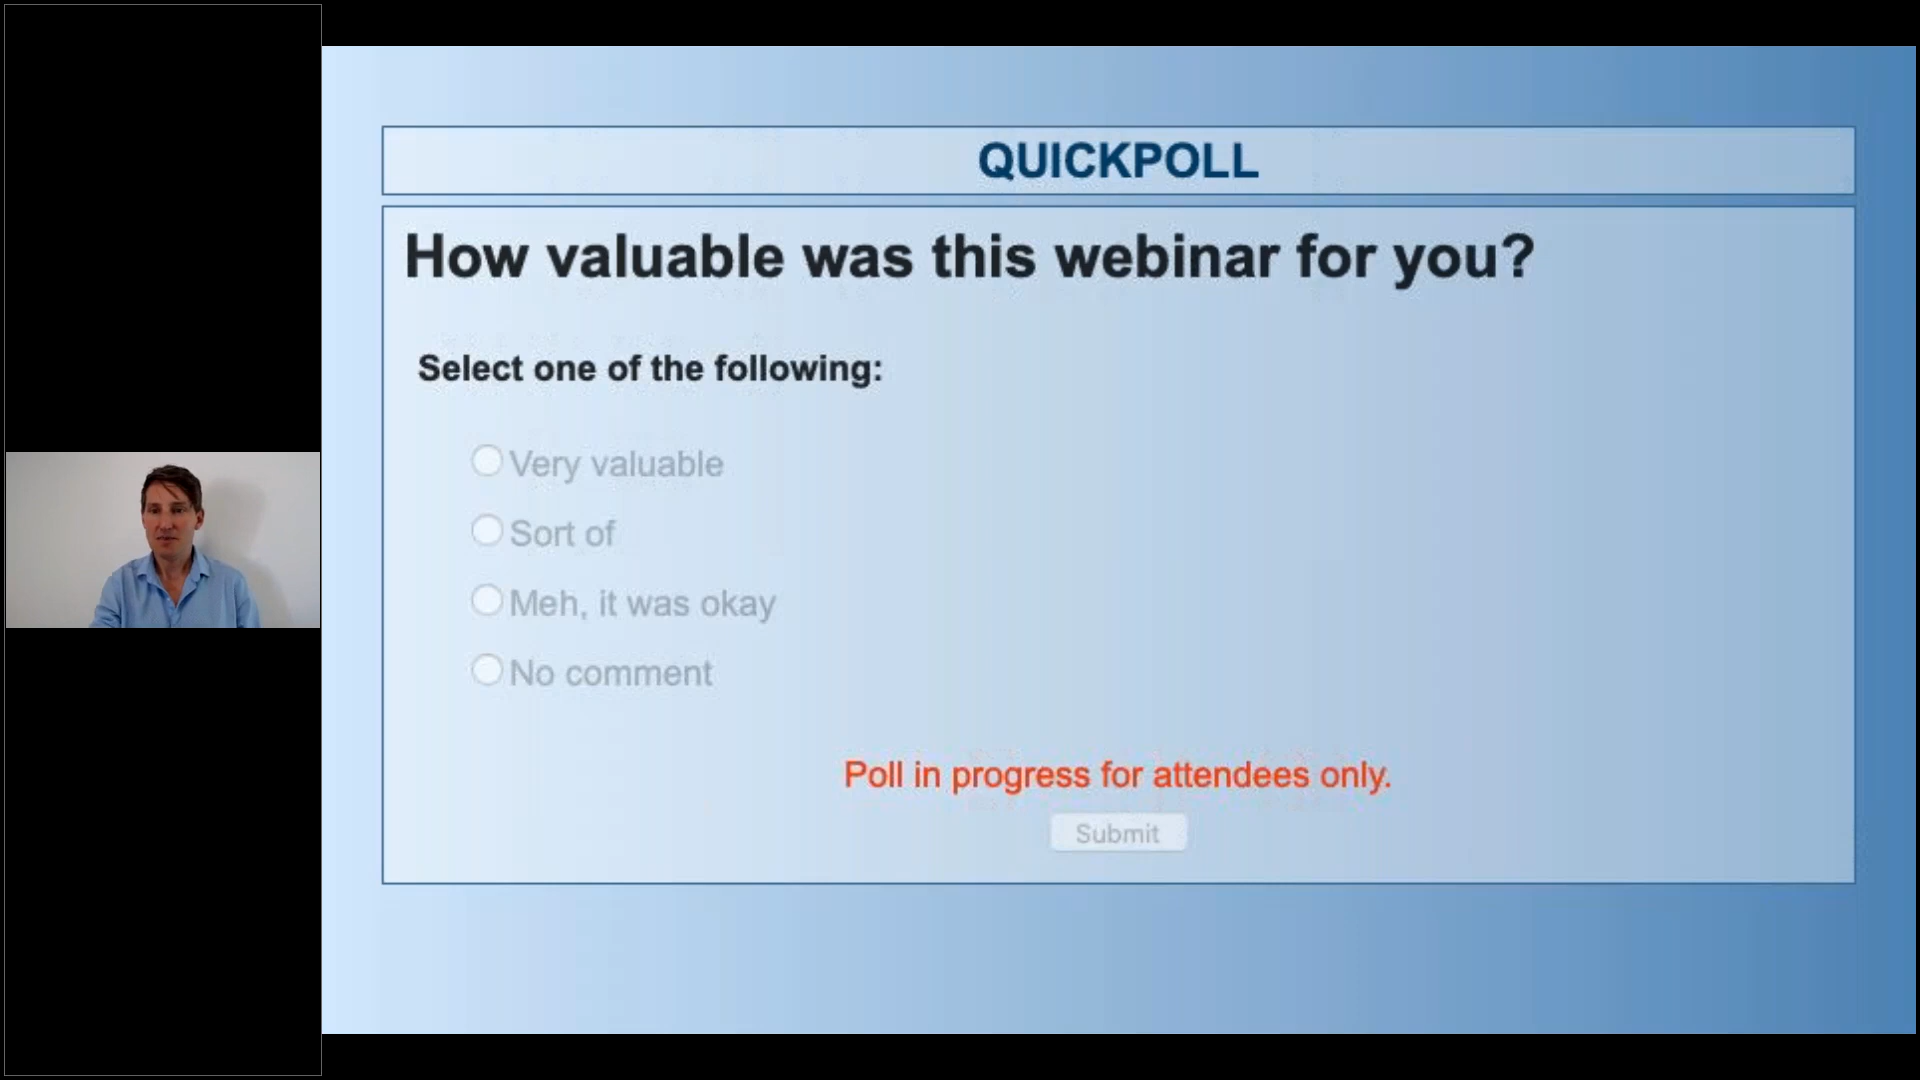 QUICKPOLL
How valuable was this webinar for you?
Select one of the following:
Very valuable
Sort of
Meh, it was okay
No comment
Poll in progress for attendees only.
Submit